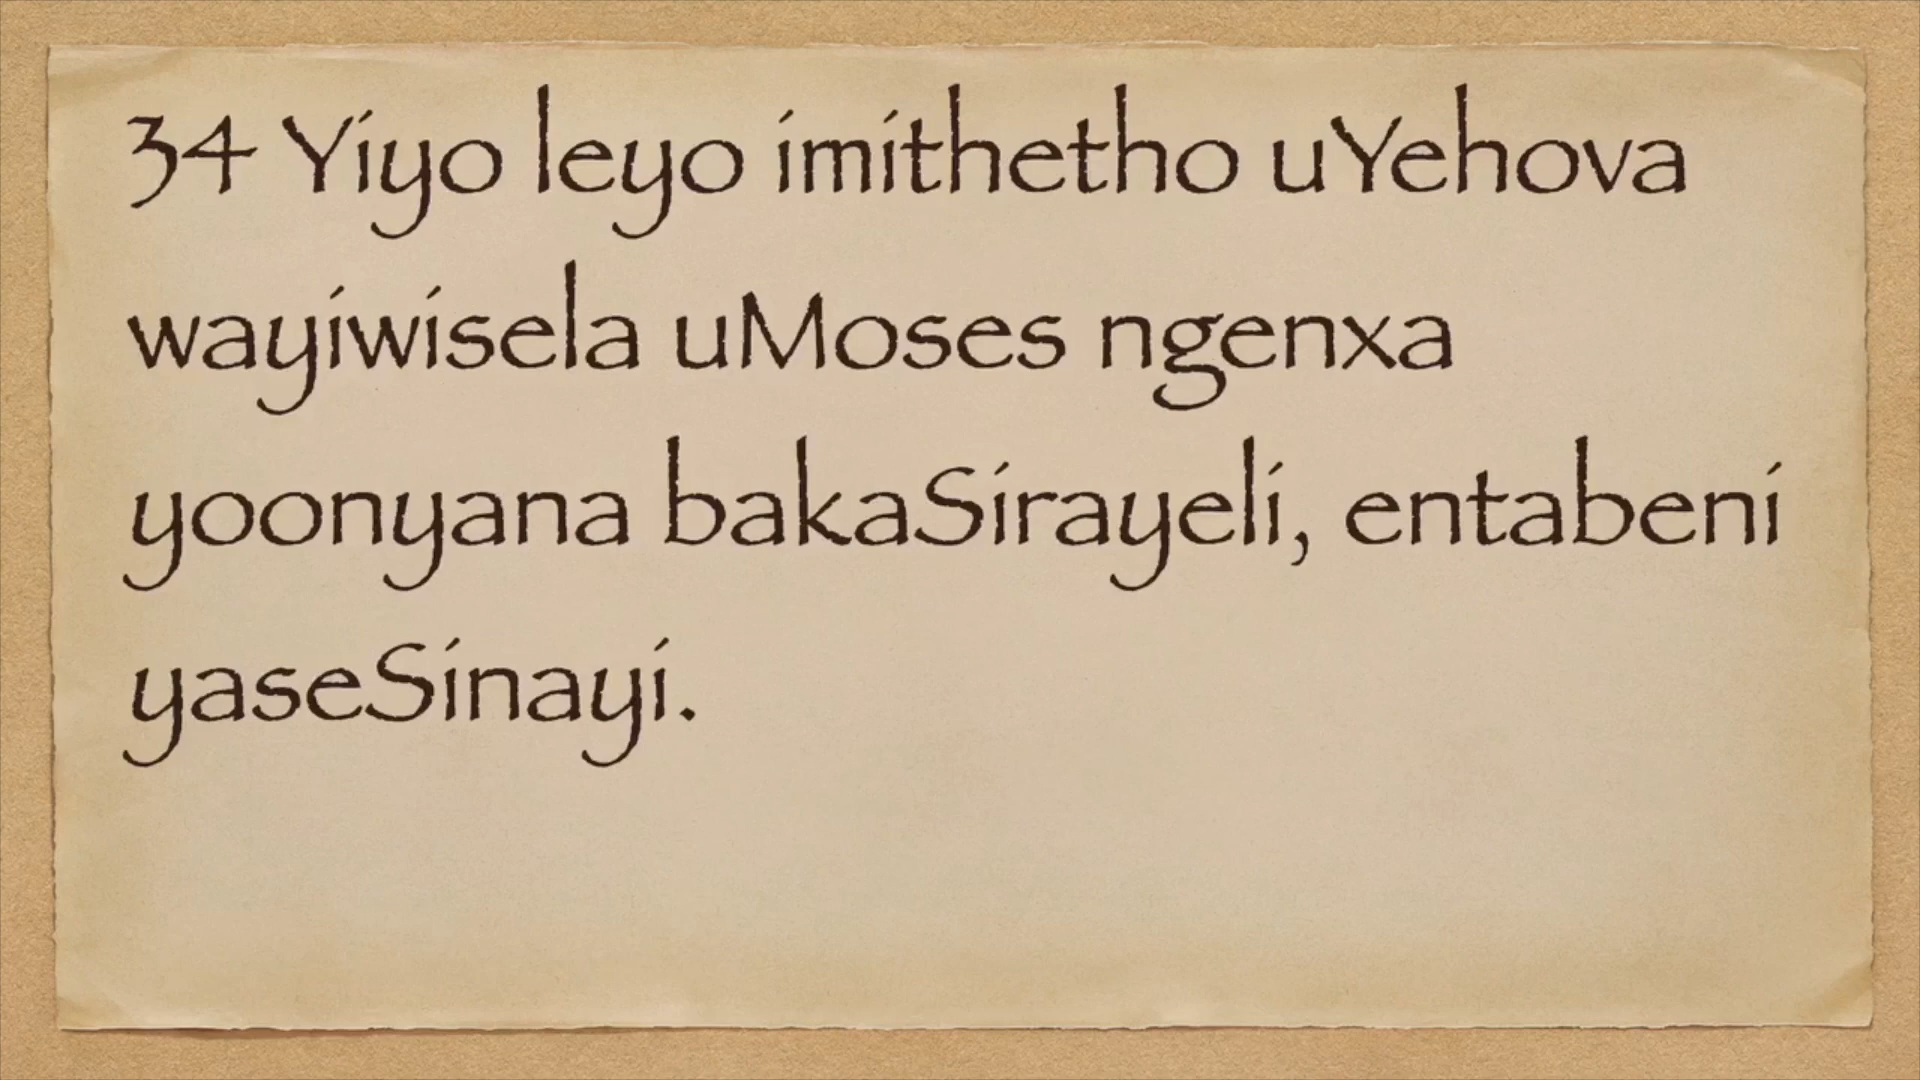 34 Yiyo leyo imithetho uYehova
wayiwisela uMoses ngenxa
yoonyana bakaSirayeli, entabeni
yaseSinayi.